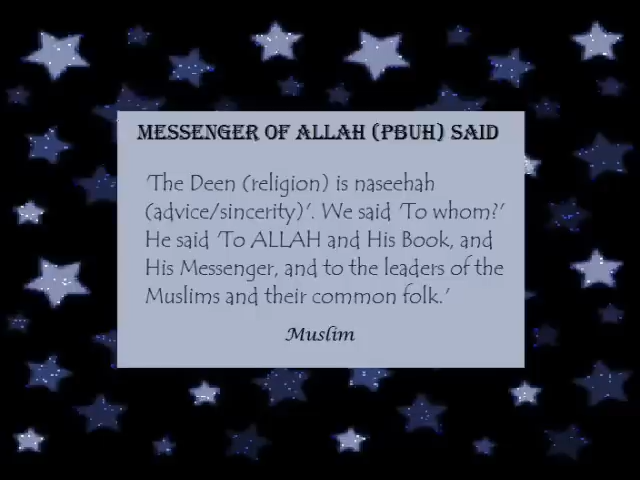 MESSENGER OF ALLAH (PBUH) SAID
'The Deen (religion) is naseehah
(advice/sincerity)'. We said 'To whom?'
He said 'To ALLAH and His Book, and
His Messenger, and to the leaders of the
Muslims and their common folk.'
Muslim